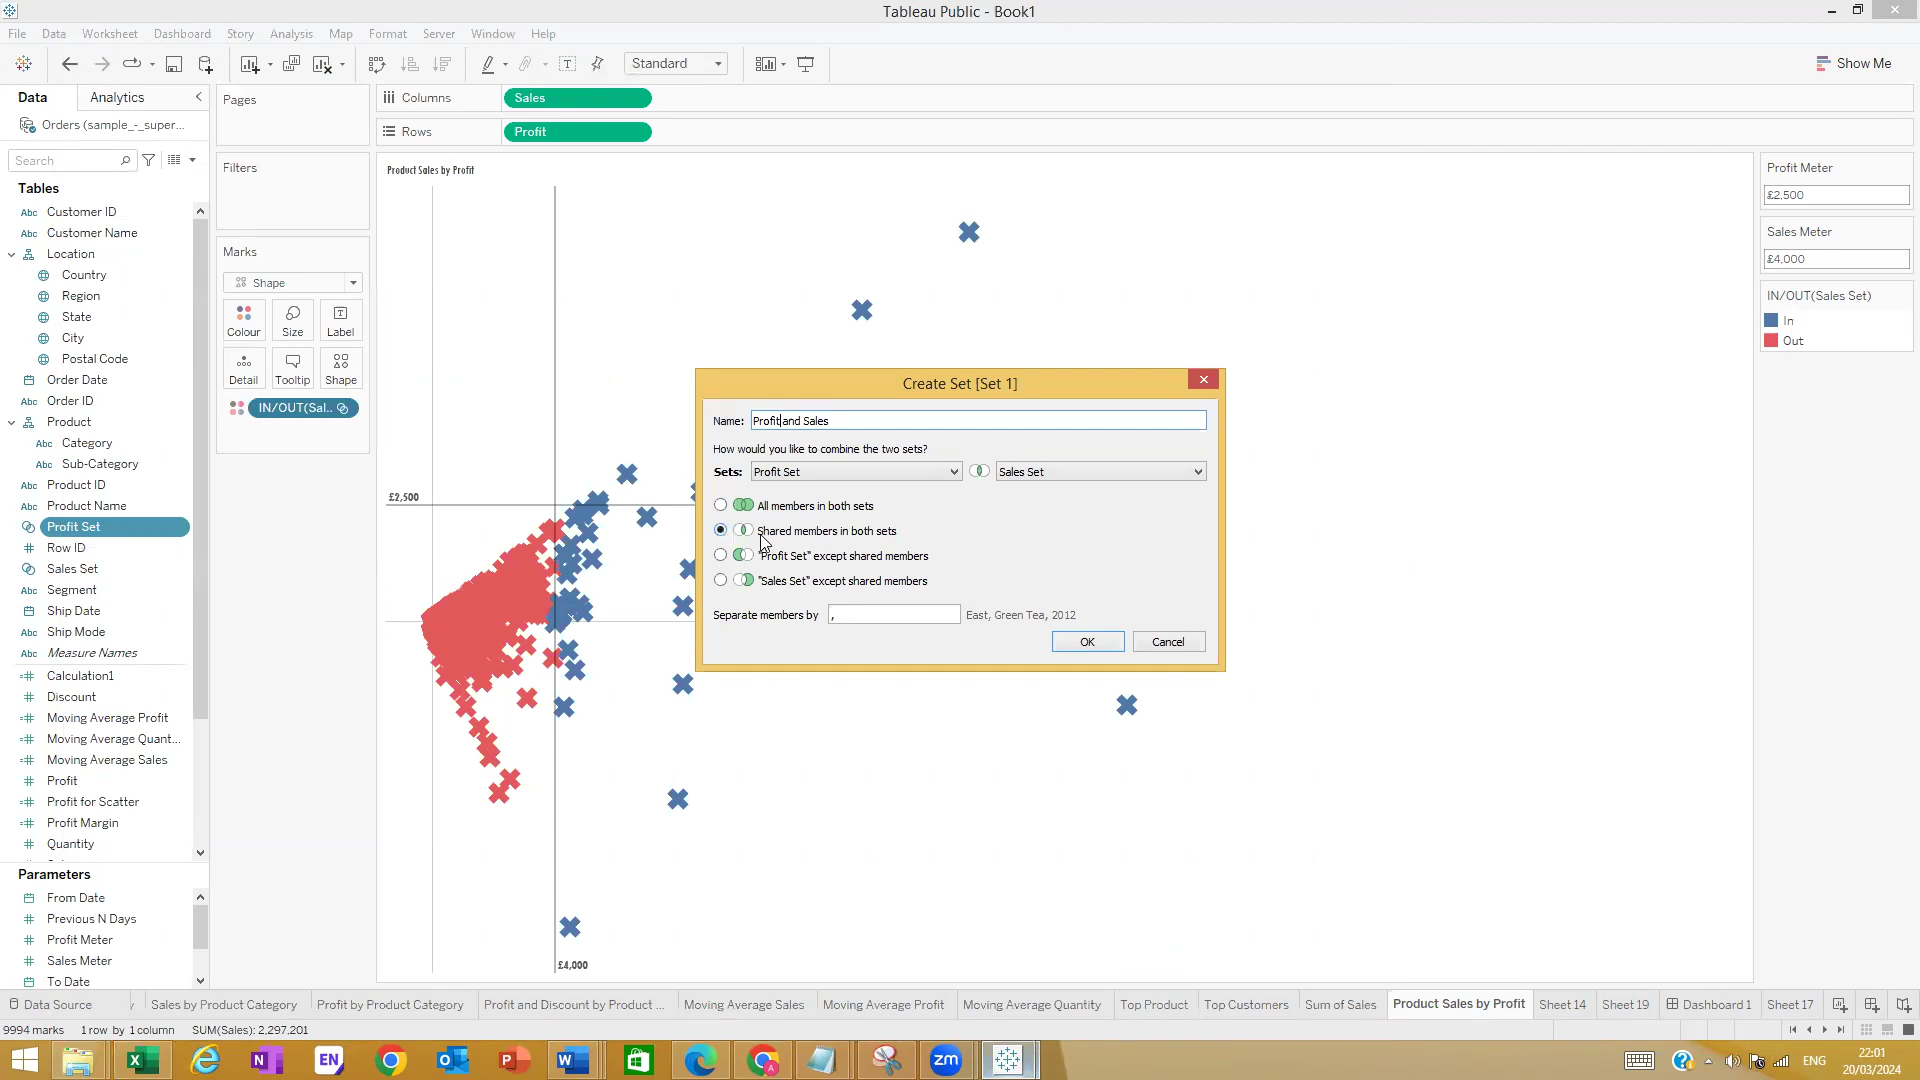 Tableau Public - Book1
File Data Worksheet Dashboard Story Analysis Map Format Server Window Help
Standard
Show Me
Data Analytics
Pages
Columns Sales
Orders (sample_-_super...
Rows Profit
Search
Filters
Product Sales by Profit
Profit Meter
£2,500
Tables
Abc Customer ID
Abc Customer Name
Location
Country
Region
State
City
Postal Code
Order Date
Abc Order ID
Product
Abc Category
Abc Sub-Category
Abc Product ID
Abc Product Name
Profit Set
# Row ID
Sales Set
Abc Segment
Ship Date
Abc Ship Mode
Abc Measure Names
Calculation1
# Discount
Moving Average Profit
Moving Average Quant...
Moving Average Sales
# Profit
Profit for Scatter
Profit Margin
# Quantity
Parameters
From Date
# Previous N Days
# Profit Meter
# Sales Meter
To Date
Marks
Shape
Colour Size Label
Detail Tooltip Shape
IN/OUT(Sal..
£2,500
£4,000
Sales Meter
£4,000
IN/OUT(Sales Set)
In
Out
Create Set [Set 1]
Name: Profit and Sales
How would you like to combine the two sets?
Sets: Profit Set Sales Set
All members in both sets
Shared members in both sets
"Profit Set" except shared members
"Sales Set" except shared members
Separate members by , East, Green Tea, 2012
OK Cancel
Data Source Sales by Product Category Profit by Product Category Profit and Discount by Product ... Moving Average Sales Moving Average Profit Moving Average Quantity Top Product Top Customers Sum of Sales Product Sales by Profit Sheet 14 Sheet 19 Dashboard 1 Sheet 17
9994 marks 1 row by 1 column SUM(Sales): 2,297,201
ENG
22:01
20/03/2024